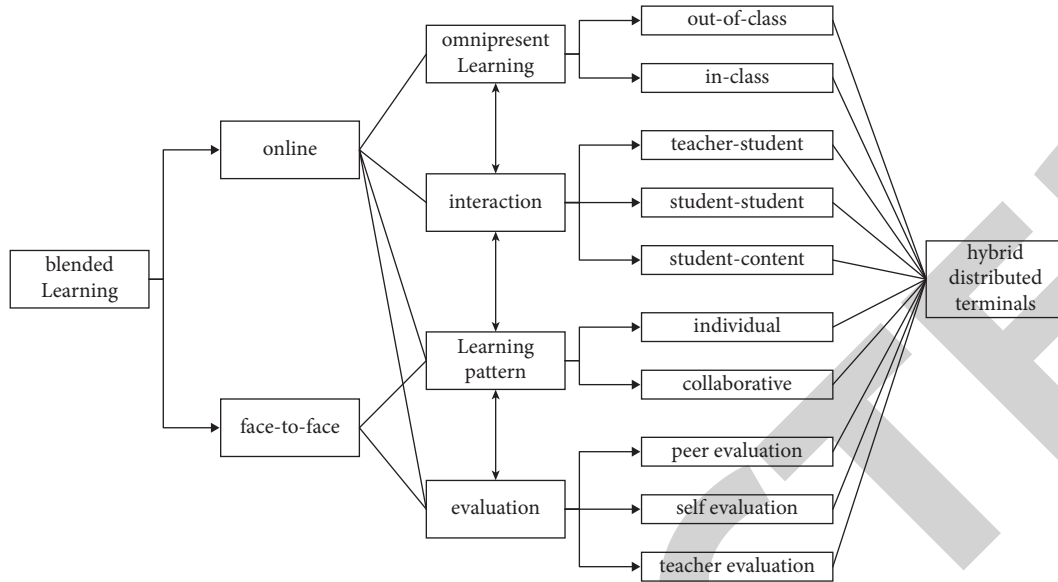 blended
Learning
online
face-to-face
omnipresent
Learning
interaction
Learning
pattern
evaluation
out-of-class
in-class
teacher-student
student-student
student-content
individual
collaborative
peer evaluation
self evaluation
teacher evaluation
hybrid
distributed
terminals